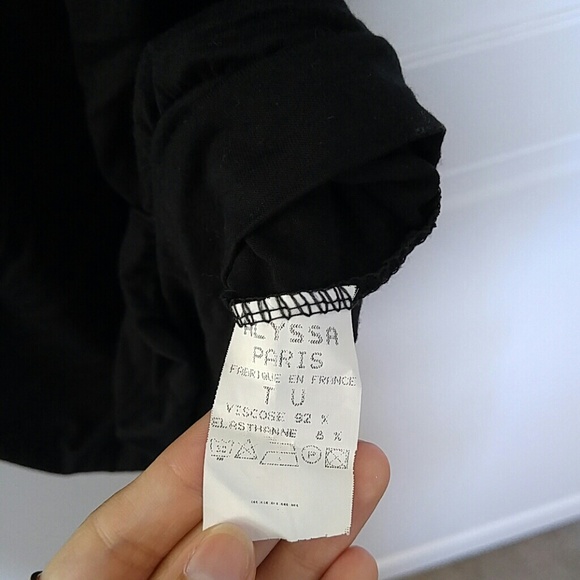 ALYSSA
PARIS
FABRIQUE EN FRANCE
T U
VISCOSE 92 %
ELASTHANNE 8 %
P